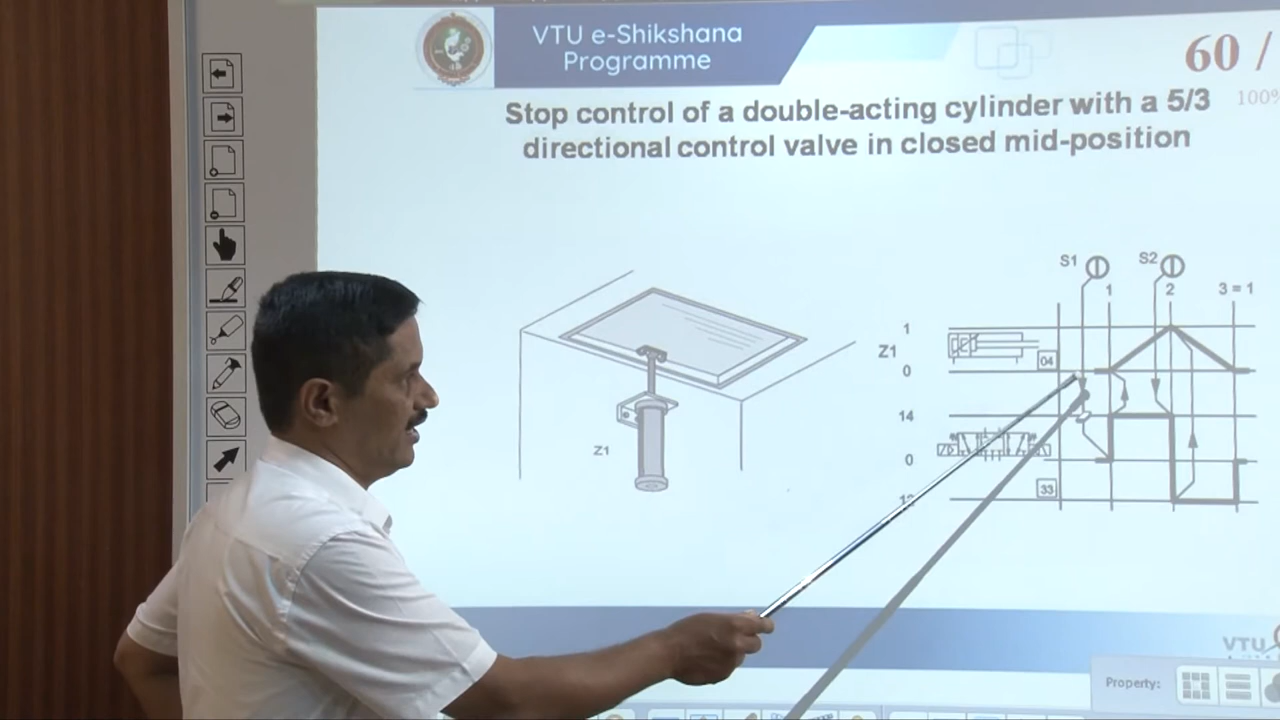 VTU e-Shikshana
Programme
60 /
100%
Stop control of a double-acting cylinder with a 5/3
directional control valve in closed mid-position
S1
S2
1
2
3 = 1
1
Z1
04
0
14
Z1
0
33
VTU
Property: